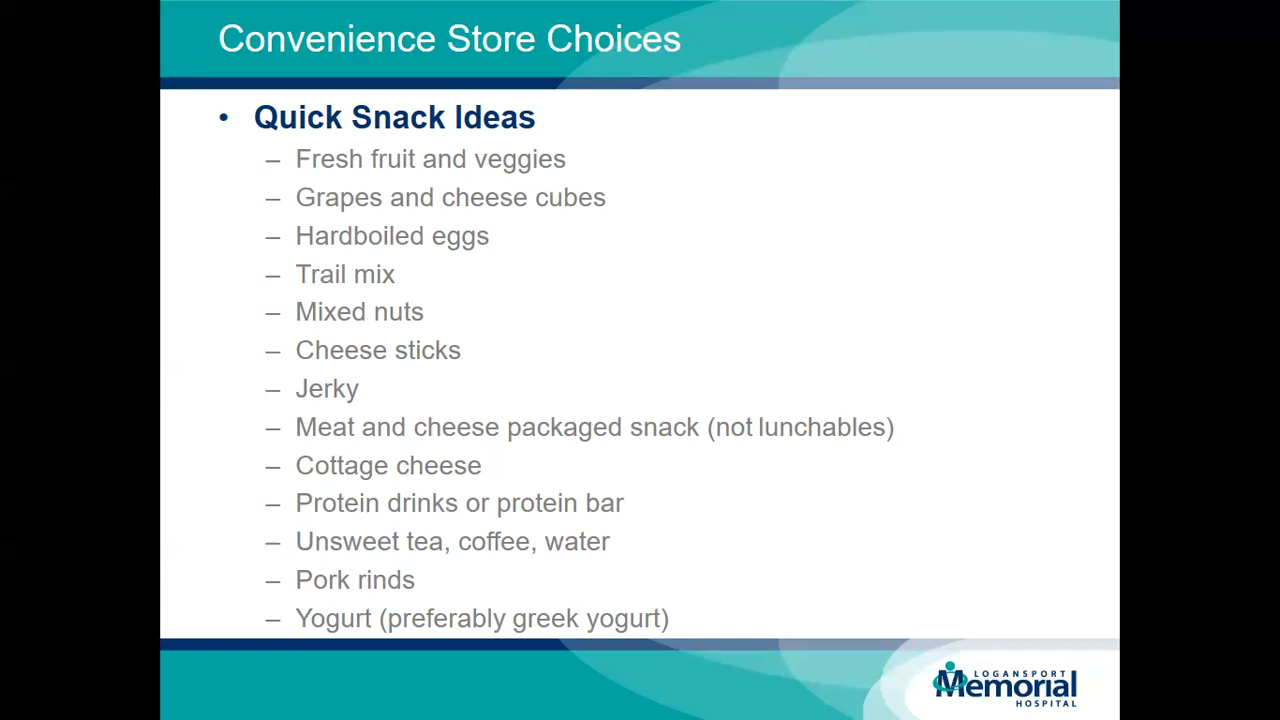 Convenience Store Choices
• Quick Snack Ideas
– Fresh fruit and veggies
– Grapes and cheese cubes
– Hardboiled eggs
– Trail mix
– Mixed nuts
– Cheese sticks
– Jerky
– Meat and cheese packaged snack (not lunchables)
– Cottage cheese
– Protein drinks or protein bar
– Unsweet tea, coffee, water
– Pork rinds
– Yogurt (preferably greek yogurt)
LOGANSPORT
Memorial
HOSPITAL